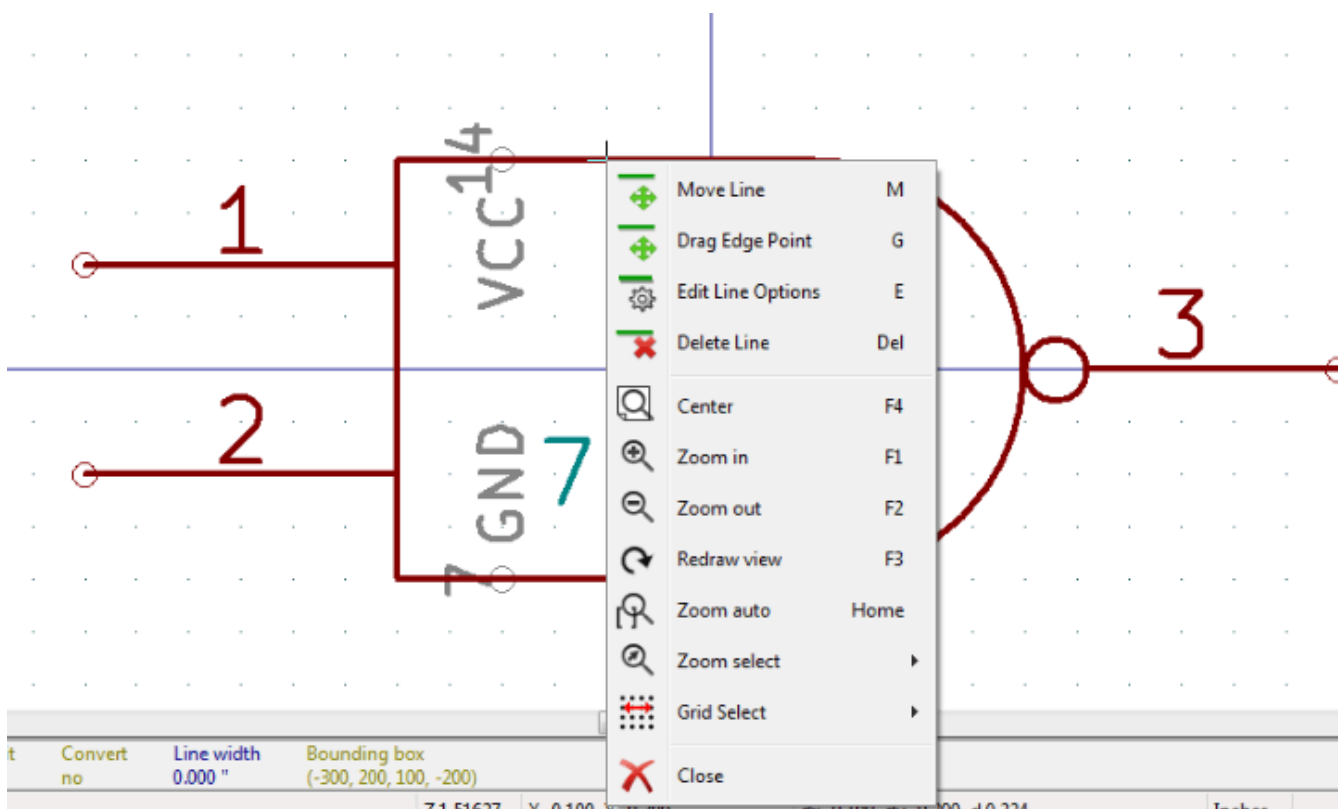 14
VCC
1
2
GND
7
7
3
Move Line M
Drag Edge Point G
Edit Line Options E
Delete Line Del
Center F4
Zoom in F1
Zoom out F2
Redraw view F3
Zoom auto Home
Zoom select
Grid Select
Close
t Convert Line width Bounding box
no 0.000 " (-300, 200, 100, -200)
Inches